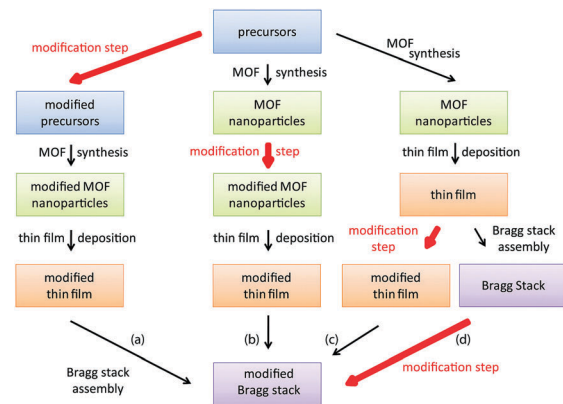 precursors
modification step
MOF synthesis
MOF
synthesis
modified
precursors
MOF
nanoparticles
MOF
nanoparticles
MOF synthesis
modification step
thin film deposition
modified MOF
nanoparticles
modified MOF
nanoparticles
thin film
thin film deposition
thin film deposition
modification
step
Bragg stack
assembly
modified
thin film
modified
thin film
modified
thin film
Bragg Stack
(a)
(b)
(c)
(d)
Bragg stack
assembly
modified
Bragg stack
modification step